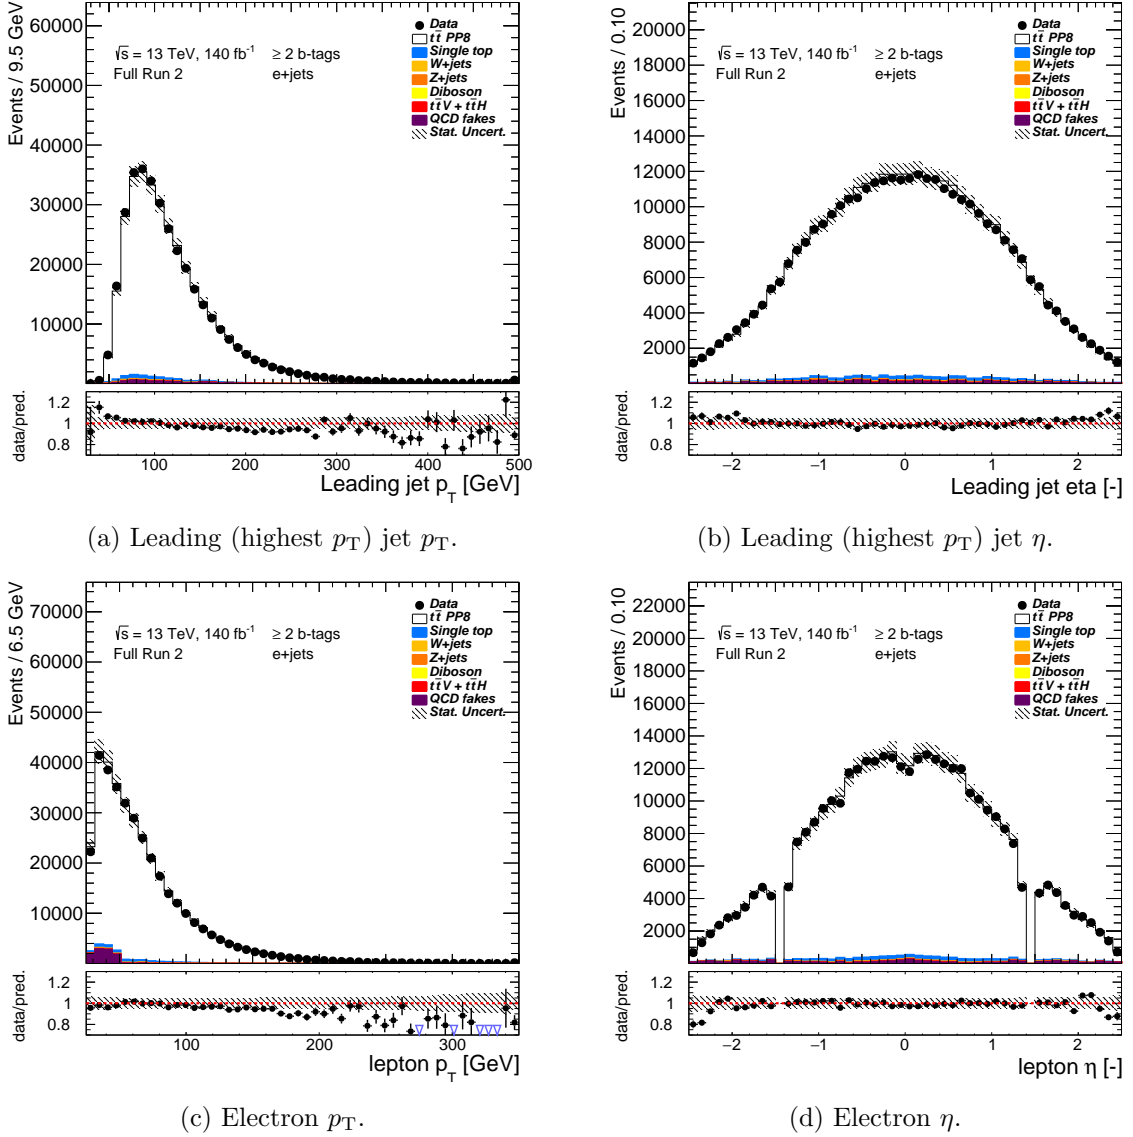 Events / 9.5 GeV
60000
50000
40000
30000
20000
10000
√s = 13 TeV, 140 fb⁻¹ ≥ 2 b-tags
Full Run 2 e+jets
Data
tt̄ PP8
Single top
W+jets
Z+jets
Diboson
tt̄V + tt̄H
QCD fakes
Stat. Uncert.
data/pred.
1.2
1
0.8
100 200 300 400 500
Leading jet p_T [GeV]
(a) Leading (highest p_T) jet p_T.
Events / 0.10
20000
18000
16000
14000
12000
10000
8000
6000
4000
2000
√s = 13 TeV, 140 fb⁻¹ ≥ 2 b-tags
Full Run 2 e+jets
Data
tt̄ PP8
Single top
W+jets
Z+jets
Diboson
tt̄V + tt̄H
QCD fakes
Stat. Uncert.
data/pred.
1.2
1
0.8
−2 −1 0 1 2
Leading jet eta [-]
(b) Leading (highest p_T) jet η.
Events / 6.5 GeV
70000
60000
50000
40000
30000
20000
10000
√s = 13 TeV, 140 fb⁻¹ ≥ 2 b-tags
Full Run 2 e+jets
Data
tt̄ PP8
Single top
W+jets
Z+jets
Diboson
tt̄V + tt̄H
QCD fakes
Stat. Uncert.
data/pred.
1.2
1
0.8
100 200 300
lepton p_T [GeV]
(c) Electron p_T.
Events / 0.10
22000
20000
18000
16000
14000
12000
10000
8000
6000
4000
2000
√s = 13 TeV, 140 fb⁻¹ ≥ 2 b-tags
Full Run 2 e+jets
Data
tt̄ PP8
Single top
W+jets
Z+jets
Diboson
tt̄V + tt̄H
QCD fakes
Stat. Uncert.
data/pred.
1.2
1
0.8
−2 −1 0 1 2
lepton η [-]
(d) Electron η.